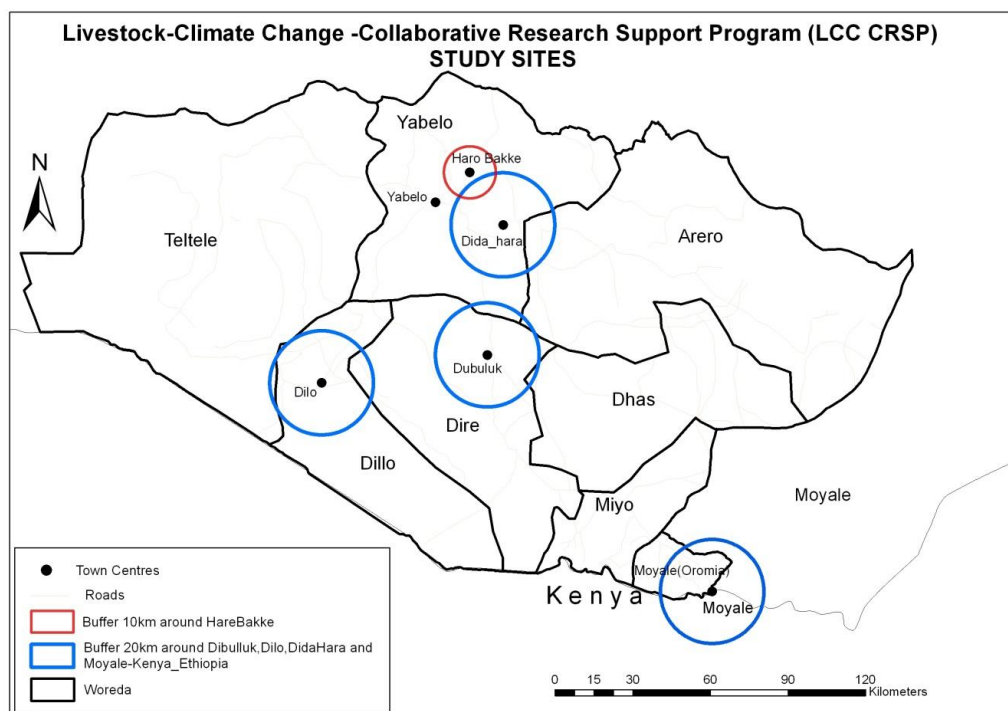 Livestock-Climate Change -Collaborative Research Support Program (LCC CRSP)
STUDY SITES
Yabelo
Haro Bakke
N
Yabelo
Teltele
Dida_hara
Arero
Dubuluk
Dilo
Dhas
Dire
Dillo
Moyale
Miyo
Moyale(Oromia)
Kenya
Moyale
Town Centres
Roads
Buffer 10km around HareBakke
Buffer 20km around Dibulluk,Dilo,DidaHara and
Moyale-Kenya_Ethiopia
Woreda
0 15 30 60 90 120
Kilometers